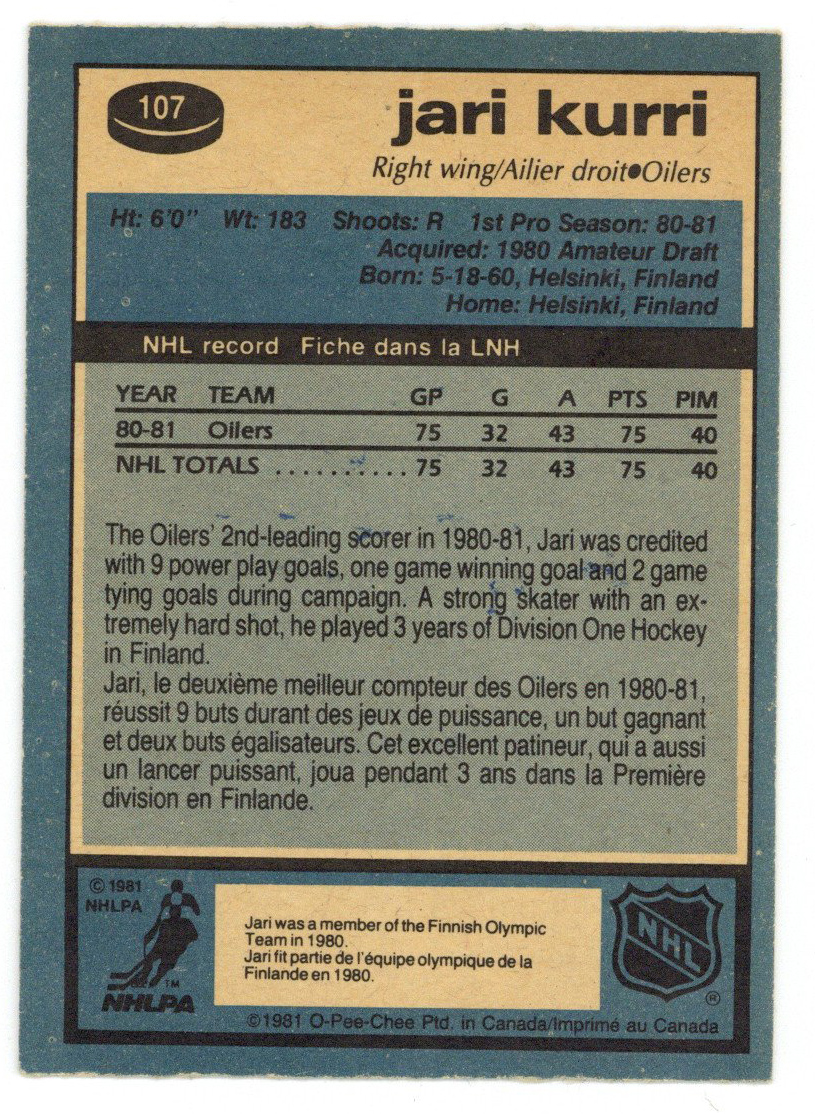 107
jari kurri
Right wing/Ailier droit●Oilers
Ht: 6'0" Wt: 183 Shoots: R 1st Pro Season: 80-81
Acquired: 1980 Amateur Draft
Born: 5-18-60, Helsinki, Finland
Home: Helsinki, Finland
NHL record Fiche dans la LNH
YEAR TEAM GP G A PTS PIM
80-81 Oilers 75 32 43 75 40
NHL TOTALS .......... 75 32 43 75 40
The Oilers' 2nd-leading scorer in 1980-81, Jari was credited
with 9 power play goals, one game winning goal and 2 game
tying goals during campaign. A strong skater with an ex-
tremely hard shot, he played 3 years of Division One Hockey
in Finland.
Jari, le deuxième meilleur compteur des Oilers en 1980-81,
réussit 9 buts durant des jeux de puissance, un but gagnant
et deux buts égalisateurs. Cet excellent patineur, qui a aussi
un lancer puissant, joua pendant 3 ans dans la Première
division en Finlande.
© 1981
NHLPA
TM
NHLPA
Jari was a member of the Finnish Olympic
Team in 1980.
Jari fit partie de l'équipe olympique de la
Finlande en 1980.
NHL
®
©1981 O-Pee-Chee Ptd. in Canada/Imprimé au Canada